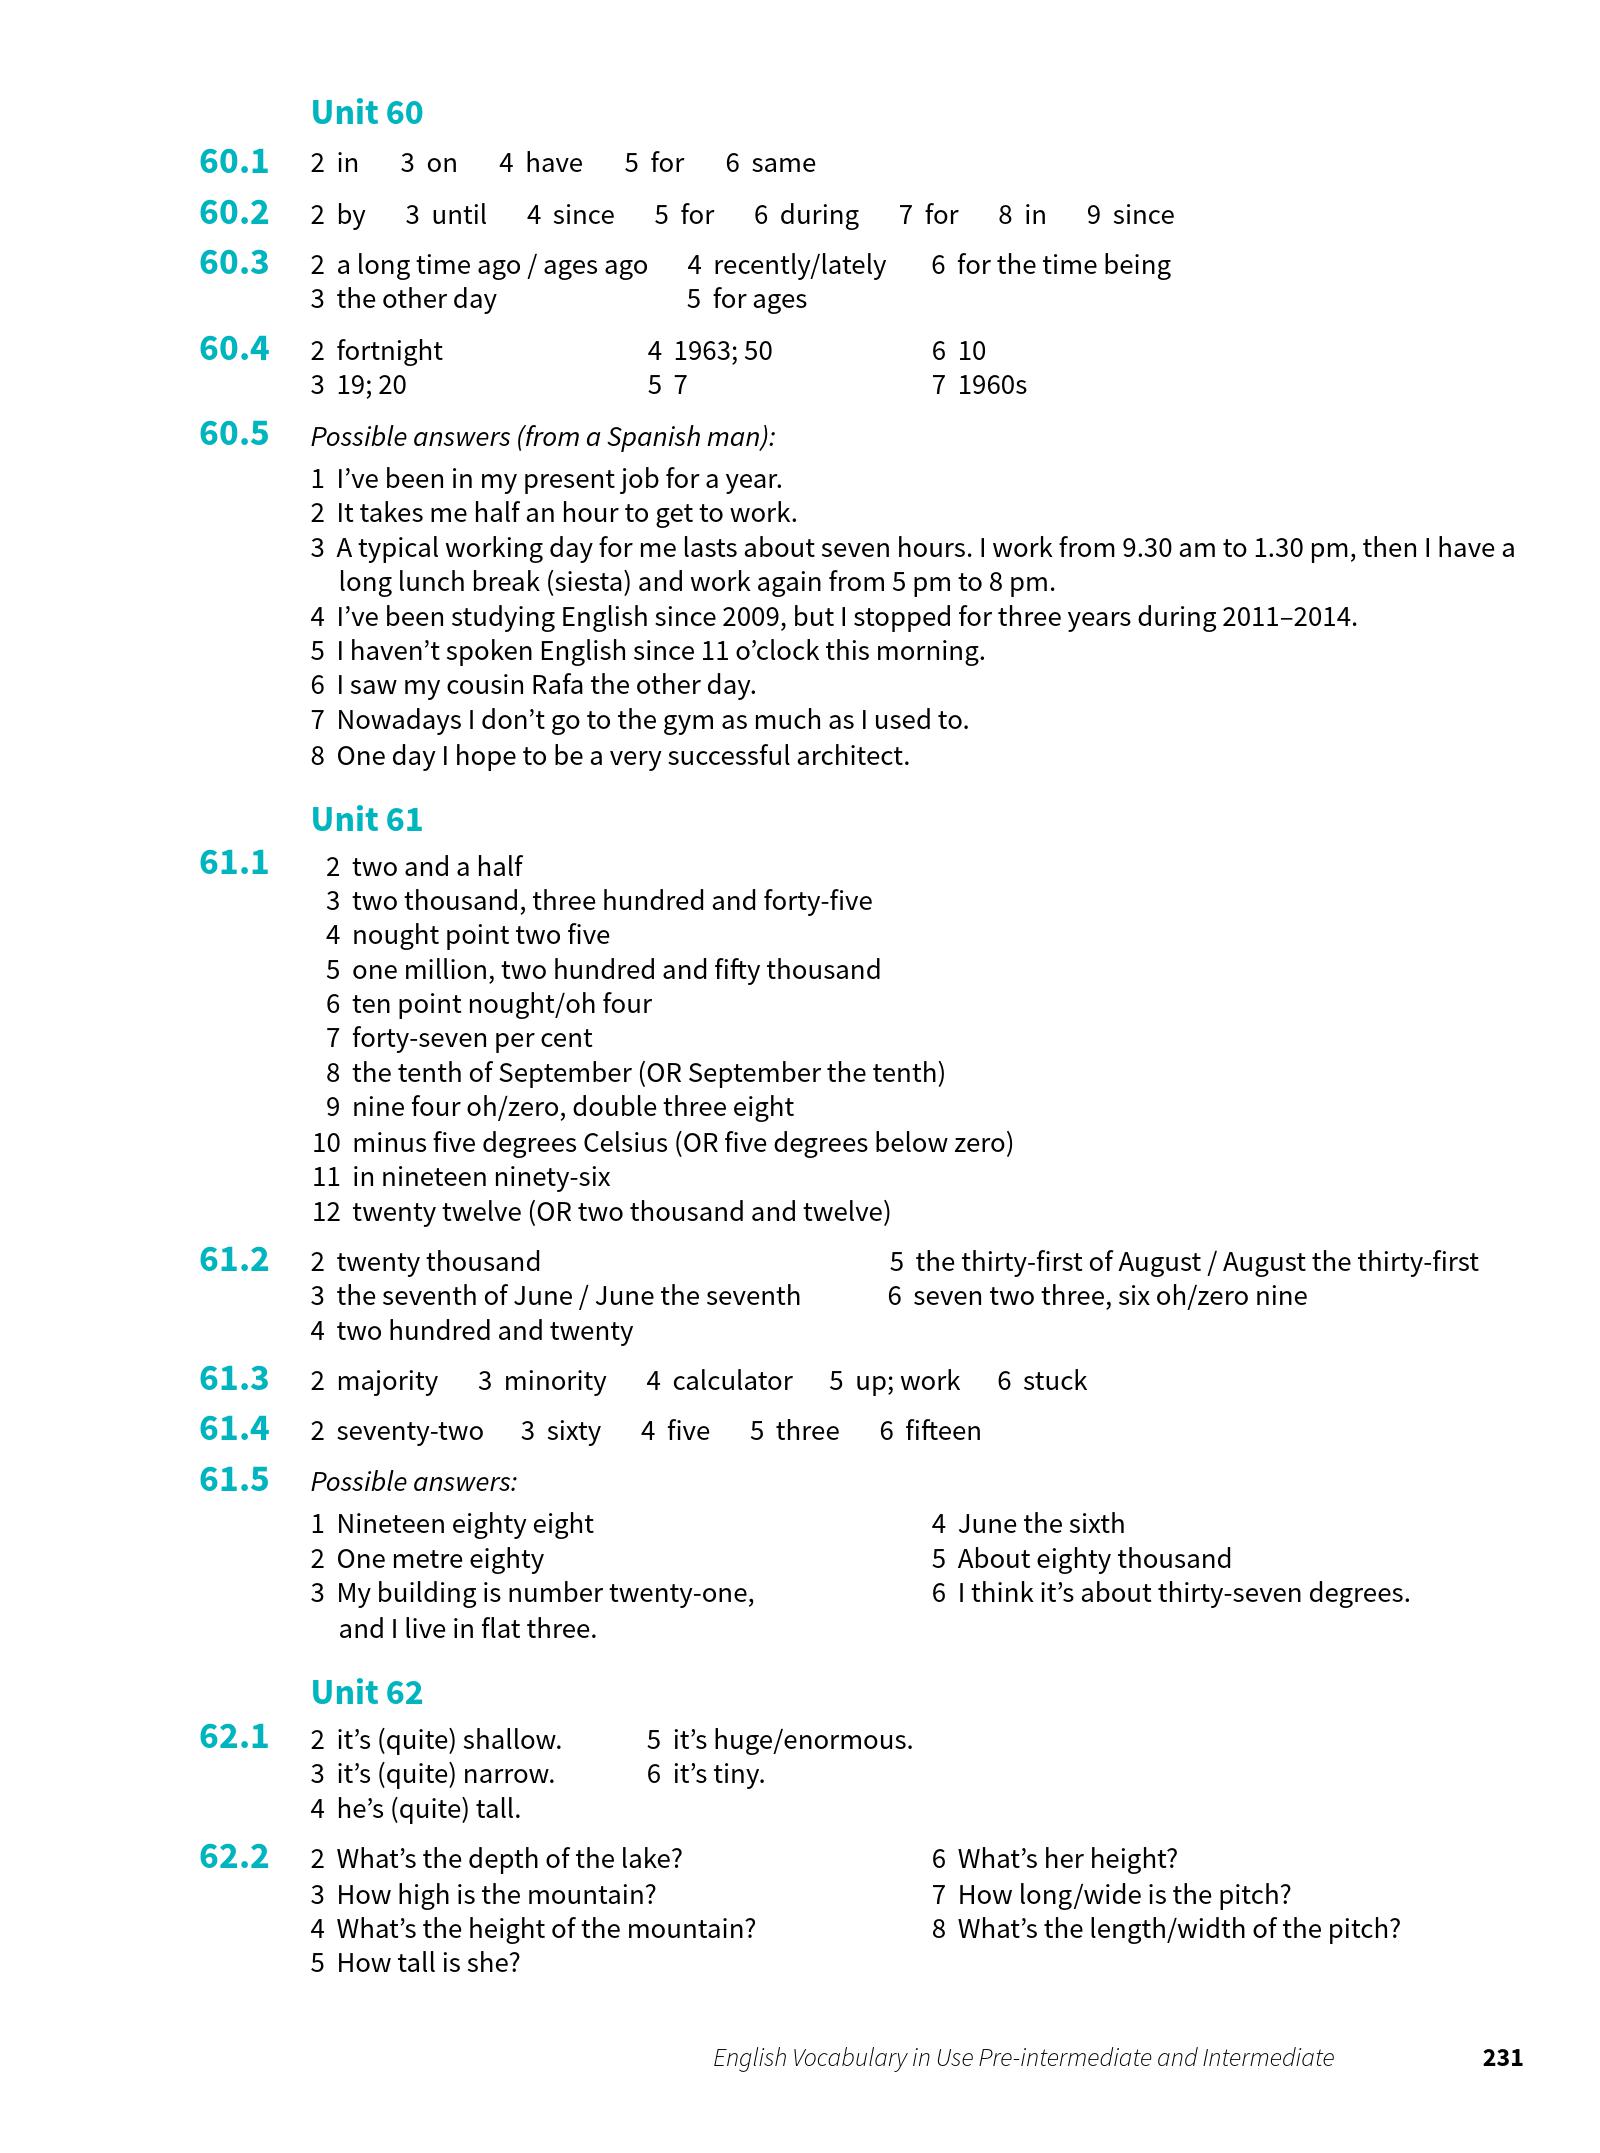 Unit 60
60.1 2 in 3 on 4 have 5 for 6 same
60.2 2 by 3 until 4 since 5 for 6 during 7 for 8 in 9 since
60.3 2 a long time ago / ages ago 4 recently/lately 6 for the time being
3 the other day 5 for ages
60.4 2 fortnight 4 1963; 50 6 10
3 19; 20 5 7 7 1960s
60.5 Possible answers (from a Spanish man):
1 I’ve been in my present job for a year.
2 It takes me half an hour to get to work.
3 A typical working day for me lasts about seven hours. I work from 9.30 am to 1.30 pm, then I have a
long lunch break (siesta) and work again from 5 pm to 8 pm.
4 I’ve been studying English since 2009, but I stopped for three years during 2011–2014.
5 I haven’t spoken English since 11 o’clock this morning.
6 I saw my cousin Rafa the other day.
7 Nowadays I don’t go to the gym as much as I used to.
8 One day I hope to be a very successful architect.
Unit 61
61.1 2 two and a half
3 two thousand, three hundred and forty-five
4 nought point two five
5 one million, two hundred and fifty thousand
6 ten point nought/oh four
7 forty-seven per cent
8 the tenth of September (OR September the tenth)
9 nine four oh/zero, double three eight
10 minus five degrees Celsius (OR five degrees below zero)
11 in nineteen ninety-six
12 twenty twelve (OR two thousand and twelve)
61.2 2 twenty thousand 5 the thirty-first of August / August the thirty-first
3 the seventh of June / June the seventh 6 seven two three, six oh/zero nine
4 two hundred and twenty
61.3 2 majority 3 minority 4 calculator 5 up; work 6 stuck
61.4 2 seventy-two 3 sixty 4 five 5 three 6 fifteen
61.5 Possible answers:
1 Nineteen eighty eight 4 June the sixth
2 One metre eighty 5 About eighty thousand
3 My building is number twenty-one, 6 I think it’s about thirty-seven degrees.
and I live in flat three.
Unit 62
62.1 2 it’s (quite) shallow. 5 it’s huge/enormous.
3 it’s (quite) narrow. 6 it’s tiny.
4 he’s (quite) tall.
62.2 2 What’s the depth of the lake? 6 What’s her height?
3 How high is the mountain? 7 How long/wide is the pitch?
4 What’s the height of the mountain? 8 What’s the length/width of the pitch?
5 How tall is she?
English Vocabulary in Use Pre-intermediate and Intermediate 231